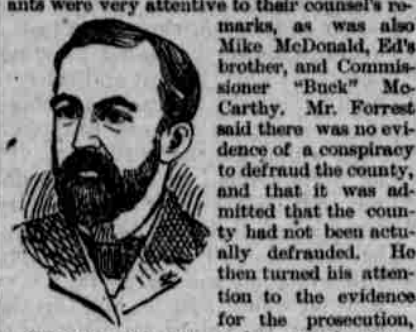 ants were very attentive to their counsel's re-
marks, as was also
Mike McDonald, Ed's
brother, and Commis-
sioner "Buck" Mc-
Carthy. Mr. Forrest
said there was no evi-
dence of a conspiracy
to defraud the county,
and that it was ad-
mitted that the coun-
ty had not been actu-
ally defrauded. He
then turned his atten-
tion to the evidence
for the prosecution,